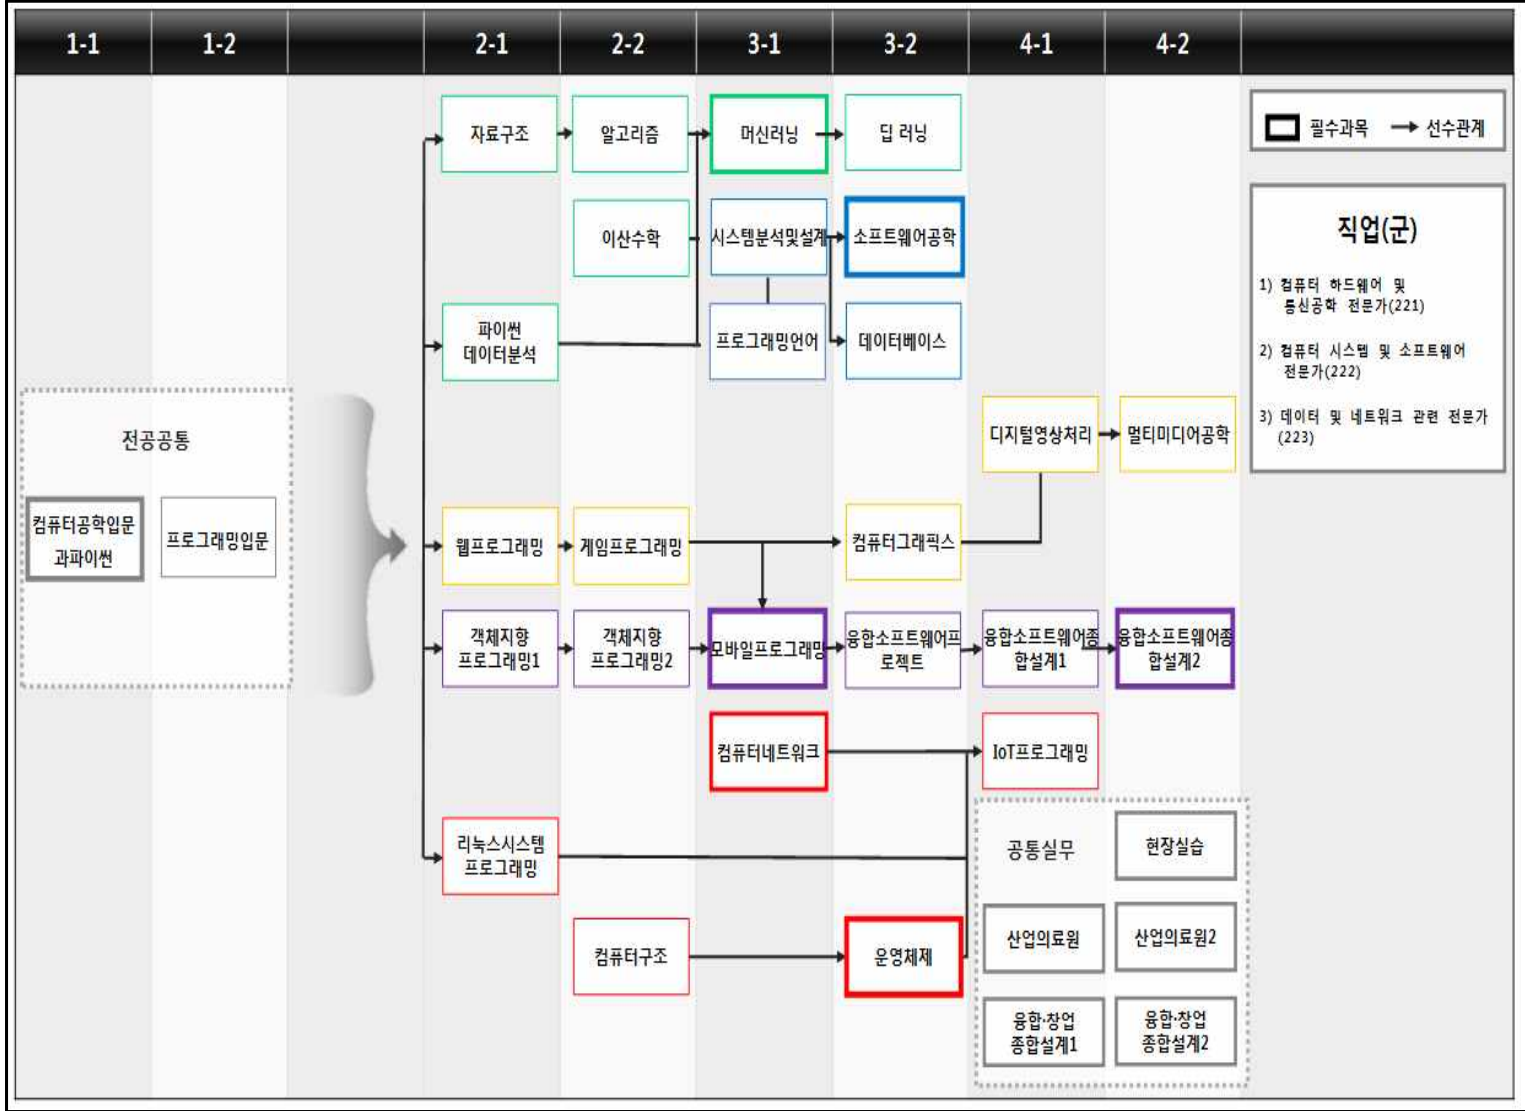 1-1
1-2
2-1
2-2
3-1
3-2
4-1
4-2
자료구조
알고리즘
머신러닝
딥 러닝
필수과목
선수관계
이산수학
시스템분석및설계
소프트웨어공학
파이썬
데이터분석
프로그래밍언어
데이터베이스
직업(군)
1) 컴퓨터 하드웨어 및
통신공학 전문가(221)
2) 컴퓨터 시스템 및 소프트웨어
전문가(222)
3) 데이터 및 네트워크 관련 전문가
(223)
전공공통
컴퓨터공학입문
과파이썬
프로그래밍입문
디지털영상처리
멀티미디어공학
웹프로그래밍
게임프로그래밍
컴퓨터그래픽스
객체지향
프로그래밍1
객체지향
프로그래밍2
모바일프로그래밍
융합소프트웨어프
로젝트
융합소프트웨어종
합설계1
융합소프트웨어종
합설계2
컴퓨터네트워크
IoT프로그래밍
리눅스시스템
프로그래밍
공통실무
현장실습
컴퓨터구조
운영체제
산업의료원
산업의료원2
융합·창업
종합설계1
융합·창업
종합설계2